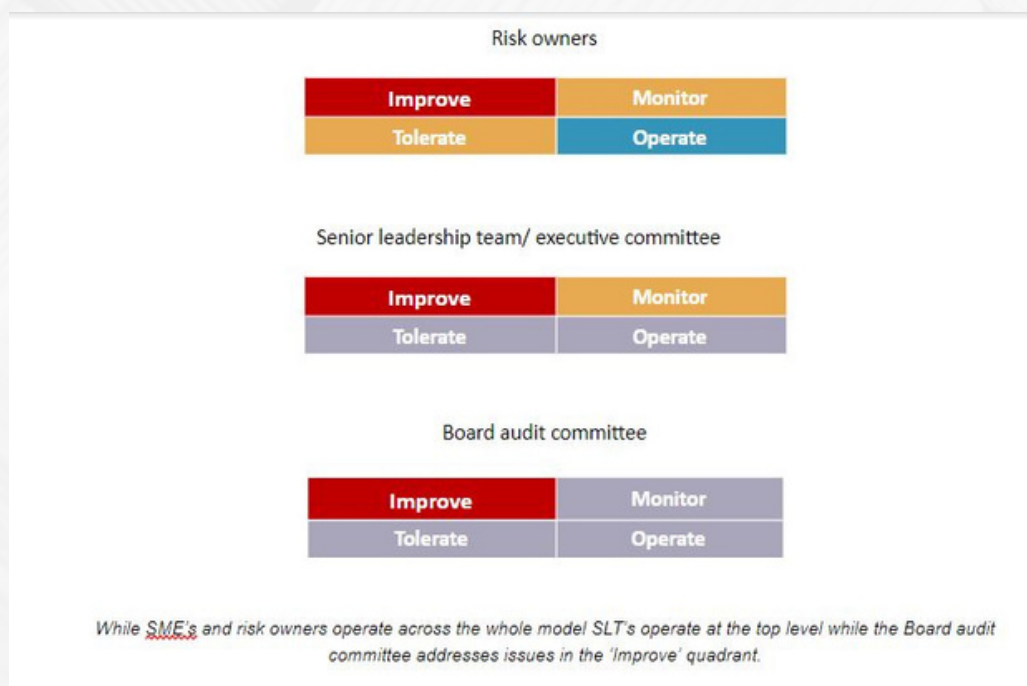 Risk owners
Improve Monitor
Tolerate Operate
Senior leadership team/ executive committee
Improve Monitor
Tolerate Operate
Board audit committee
Improve Monitor
Tolerate Operate
While SME's and risk owners operate across the whole model SLT's operate at the top level while the Board audit
committee addresses issues in the 'Improve' quadrant.